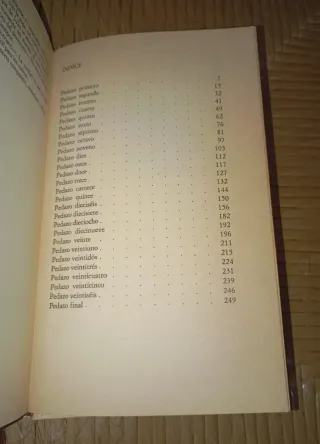 ÍNDICE
Pedazo primero . . . . . . . 7
Pedazo segundo . . . . . . .
Pedazo tercero . . . . . . . 32
Pedazo cuarto . . . . . . . 41
Pedazo quinto . . . . . . . 49
Pedazo sexto . . . . . . . 62
Pedazo séptimo . . . . . . . 76
Pedazo octavo . . . . . . . 81
Pedazo noveno . . . . . . . 97
Pedazo diez . . . . . . . 103
Pedazo once . . . . . . . 112
Pedazo doce . . . . . . . 117
Pedazo trece . . . . . . . 127
Pedazo catorce . . . . . . . 132
Pedazo quince . . . . . . . 144
Pedazo dieciséis . . . . . . . 150
Pedazo diecisiete . . . . . . . 156
Pedazo dieciocho . . . . . . . 182
Pedazo diecinueve . . . . . . . 192
Pedazo veinte . . . . . . . 196
Pedazo veintiuno . . . . . . . 211
Pedazo veintidós . . . . . . . 215
Pedazo veintitrés . . . . . . . 224
Pedazo veinticuatro . . . . . . . 231
Pedazo veinticinco . . . . . . . 239
Pedazo veintiséis . . . . . . . 246
Pedazo final . . . . . . . 249